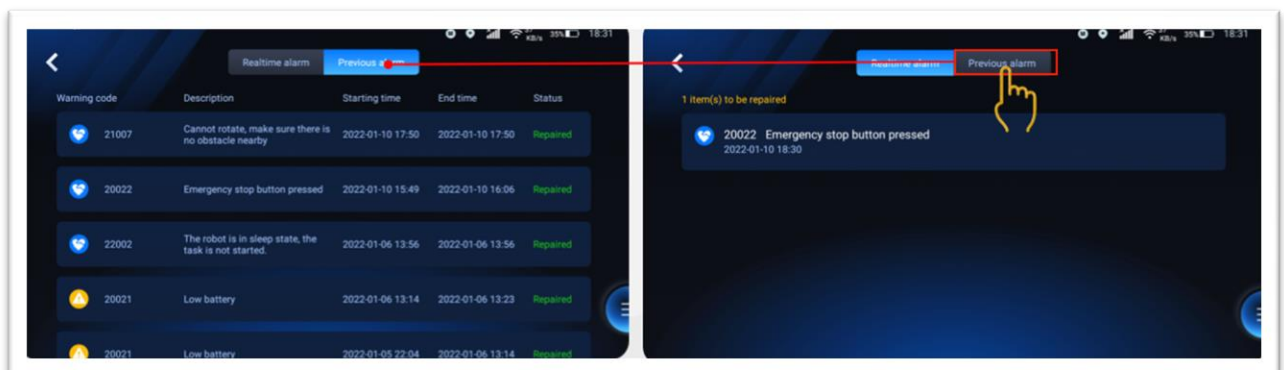 35% 18:31
KB/s
Realtime alarm Previous alarm
Warning code Description Starting time End time Status
21007 Cannot rotate, make sure there is no obstacle nearby 2022-01-10 17:50 2022-01-10 17:50 Repaired
20022 Emergency stop button pressed 2022-01-10 15:49 2022-01-10 16:06 Repaired
22002 The robot is in sleep state, the task is not started. 2022-01-06 13:56 2022-01-06 13:56 Repaired
20021 Low battery 2022-01-06 13:14 2022-01-06 13:23 Repaired
20021 Low battery 2022-01-05 22:04 2022-01-06 13:14 Repaired
37 KB/s 35% 18:31
Realtime alarm Previous alarm
1 item(s) to be repaired
20022 Emergency stop button pressed
2022-01-10 18:30